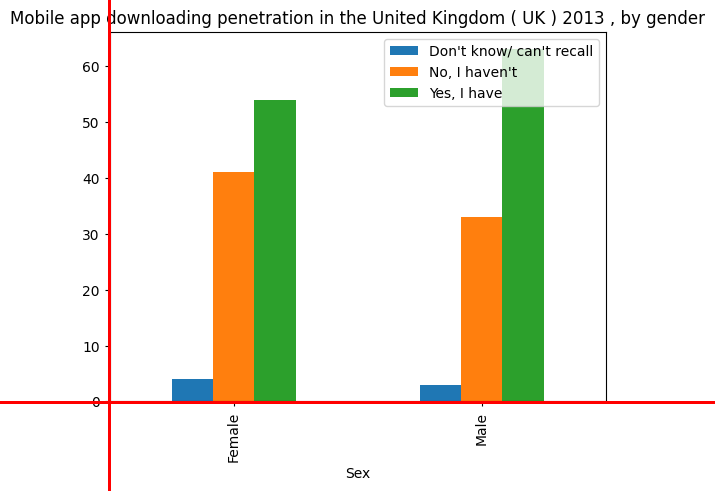 Mobile app downloading penetration in the United Kingdom ( UK ) 2013 , by gender
Don't know/ can't recall
No, I haven't
Yes, I have
60
50
40
30
20
10
0
Female
Male
Sex